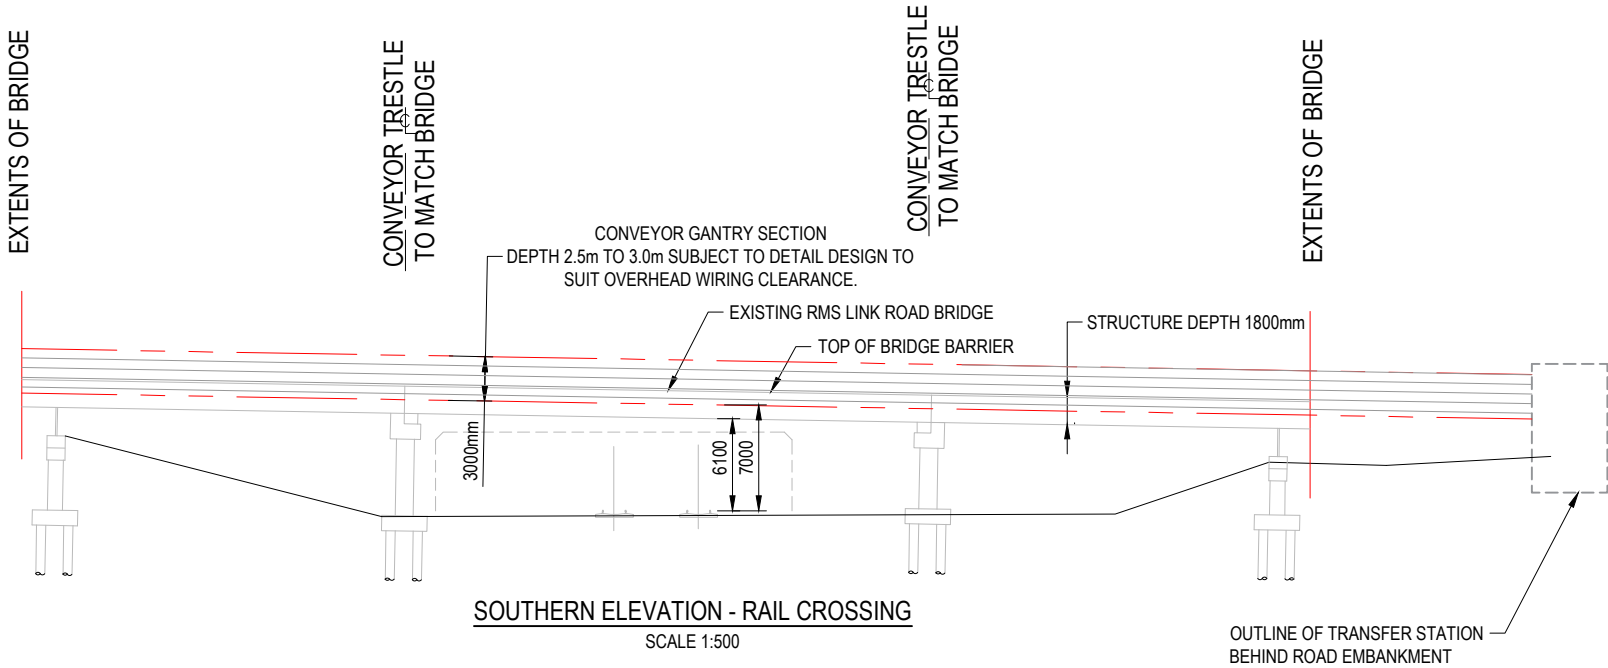 EXTENTS OF BRIDGE
CONVEYOR TRESTLE
TO MATCH BRIDGE
CONVEYOR TRESTLE
TO MATCH BRIDGE
EXTENTS OF BRIDGE
CONVEYOR GANTRY SECTION
DEPTH 2.5m TO 3.0m SUBJECT TO DETAIL DESIGN TO
SUIT OVERHEAD WIRING CLEARANCE.
EXISTING RMS LINK ROAD BRIDGE
TOP OF BRIDGE BARRIER
STRUCTURE DEPTH 1800mm
3000mm
6100
7000
SOUTHERN ELEVATION - RAIL CROSSING
SCALE 1:500
OUTLINE OF TRANSFER STATION
BEHIND ROAD EMBANKMENT